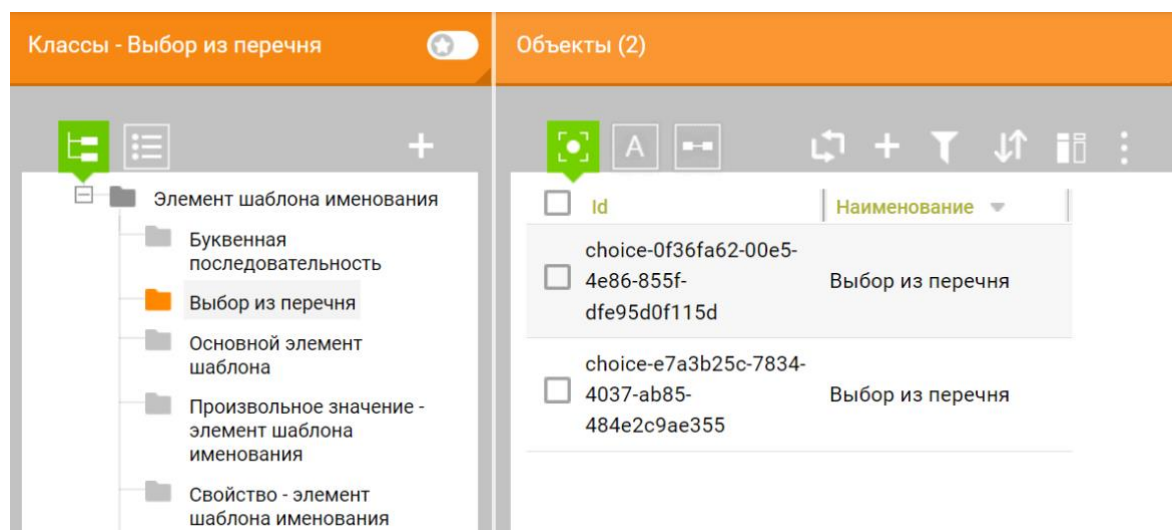 Классы - Выбор из перечня
Объекты (2)
A
Элемент шаблона именования
Буквенная
последовательность
Выбор из перечня
Основной элемент
шаблона
Произвольное значение -
элемент шаблона
именования
Свойство - элемент
шаблона именования
Id
Наименование
choice-0f36fa62-00e5-
4e86-855f-
dfe95d0f115d
Выбор из перечня
choice-e7a3b25c-7834-
4037-ab85-
484e2c9ae355
Выбор из перечня